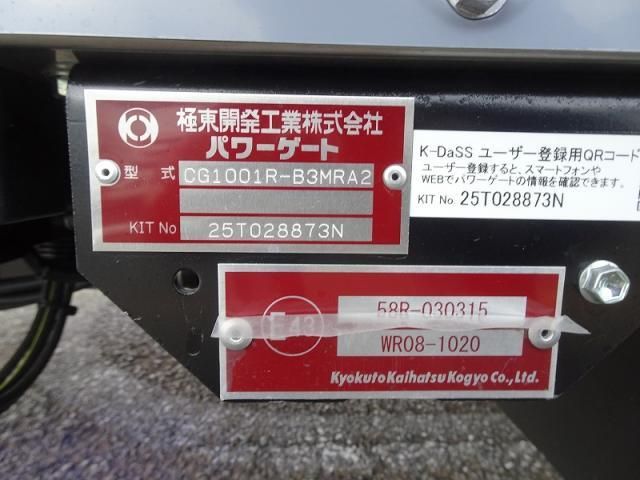 極東開発工業株式会社
パワーゲート
型式 CG1001R-B3MRA2
KIT No 25T028873N
K-DaSS ユーザー登録用QRコード
ユーザー登録すると、スマートフォンや
WEBでパワーゲートの情報を確認できます。
KIT No 25T028873N
E43
58R-030315
WR08-1020
Kyokuto Kaihatsu Kogyo Co., Ltd.